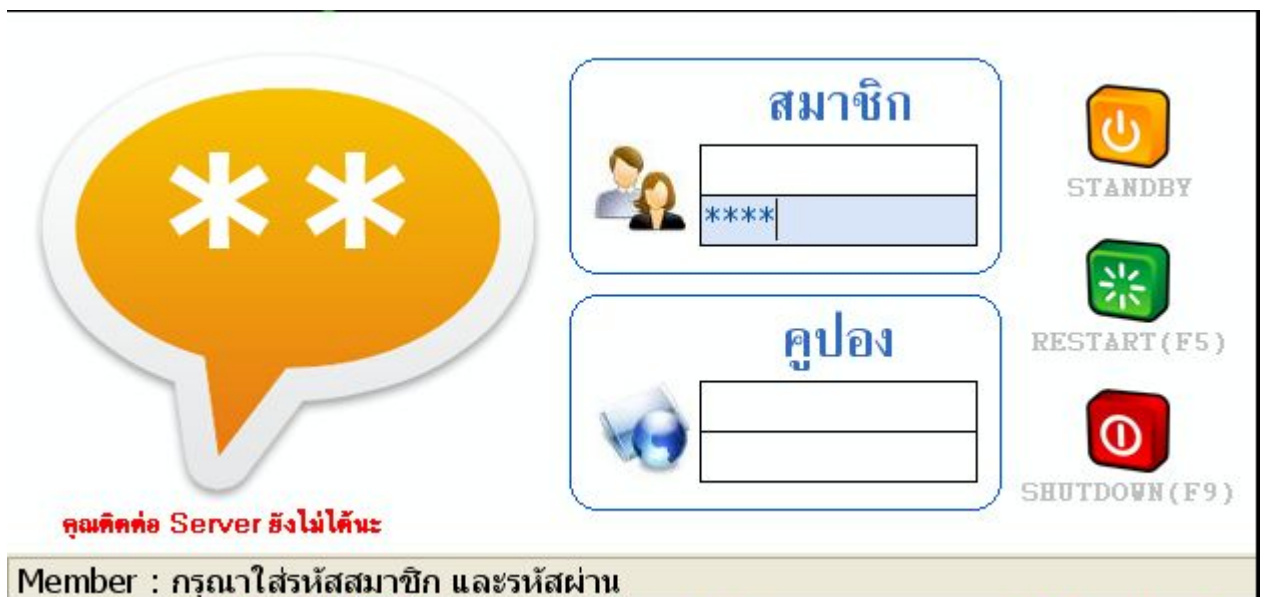 **
สมาชิก
****
STANDBY
คูปอง
RESTART(F5)
SHUTDOWN(F9)
คุณติดต่อ Server ยังไม่ได้นะ
Member : กรุณาใส่รหัสสมาชิก และรหัสผ่าน